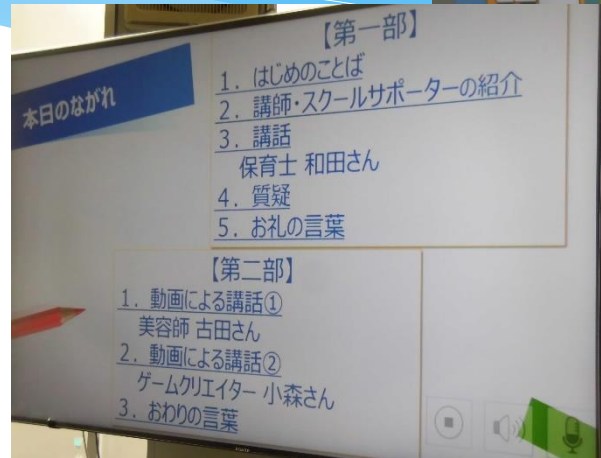 本日のながれ
【第一部】
1. はじめのことば
2. 講師・スクールサポーターの紹介
3. 講話
保育士 和田さん
4. 質疑
5. お礼の言葉
【第二部】
1. 動画による講話①
美容師 古田さん
2. 動画による講話②
ゲームクリエイター 小森さん
3. おわりの言葉